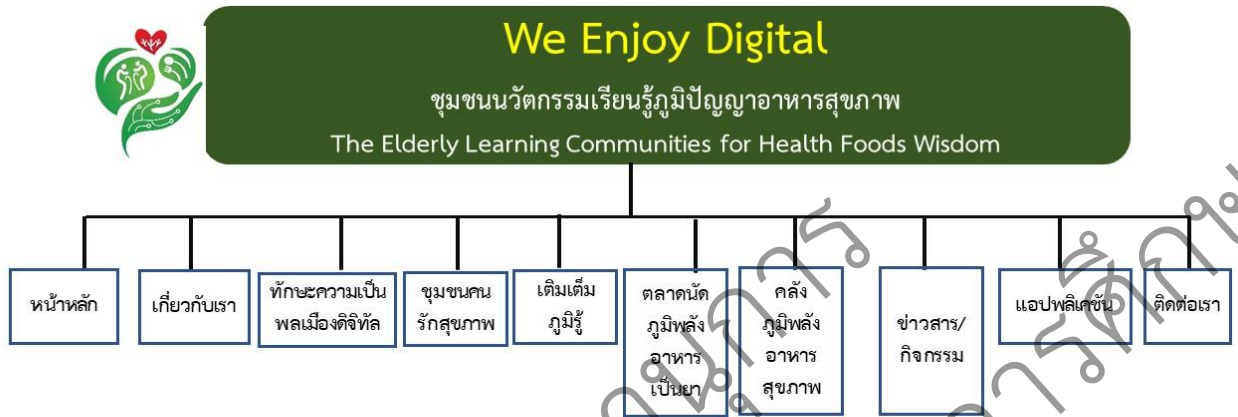 We Enjoy Digital
ชุมชนนวัตกรรมเรียนรู้ภูมิปัญญาอาหารสุขภาพ
The Elderly Learning Communities for Health Foods Wisdom
หน้าหลัก
เกี่ยวกับเรา
ทักษะความเป็น
พลเมืองดิจิทัล
ชุมชนคน
รักสุขภาพ
เติมเต็ม
ภูมิรู้
ตลาดนัด
ภูมิพลัง
อาหาร
เป็นยา
คลัง
ภูมิพลัง
อาหาร
สุขภาพ
ข่าวสาร/
กิจกรรม
แอปพลิเคชัน
ติดต่อเรา